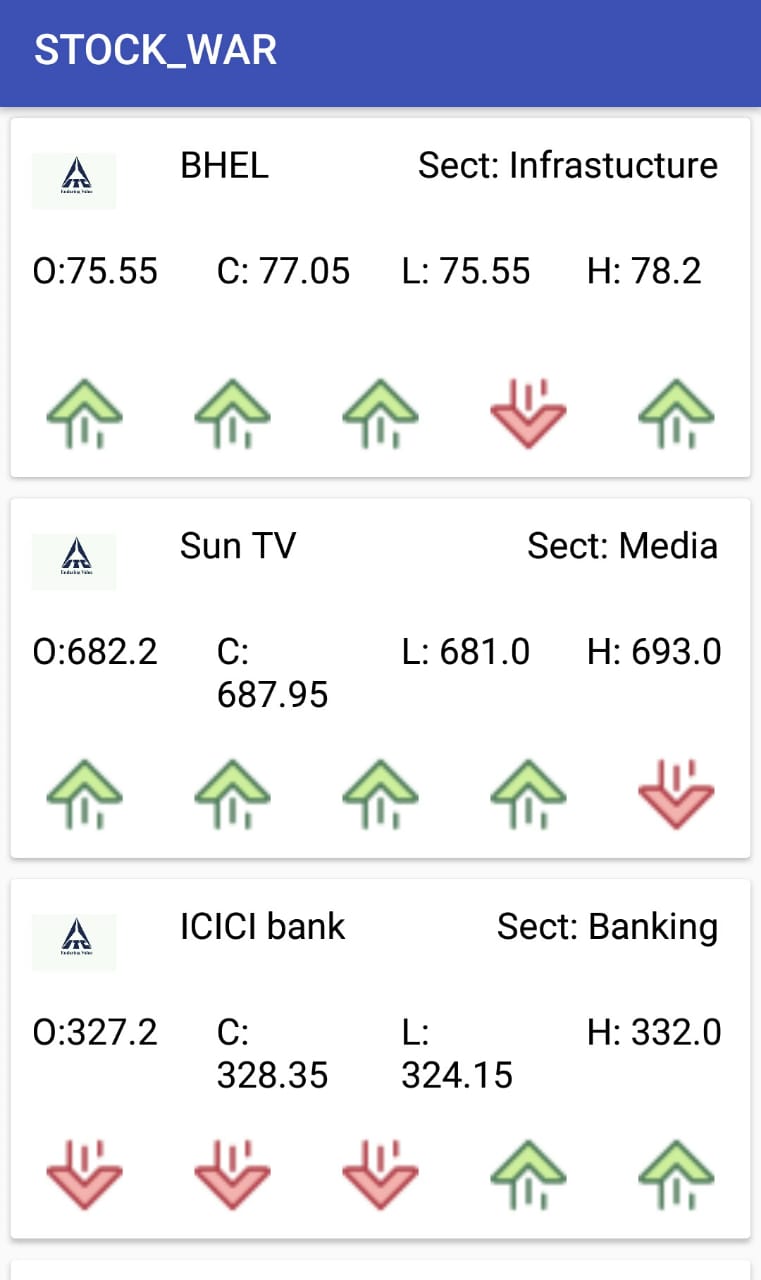 STOCK_WAR
BHEL
Sect: Infrastucture
O:75.55
C: 77.05
L: 75.55
H: 78.2
Sun TV
Sect: Media
O:682.2
C:
687.95
L: 681.0
H: 693.0
ICICI bank
Sect: Banking
O:327.2
C:
328.35
L:
324.15
H: 332.0